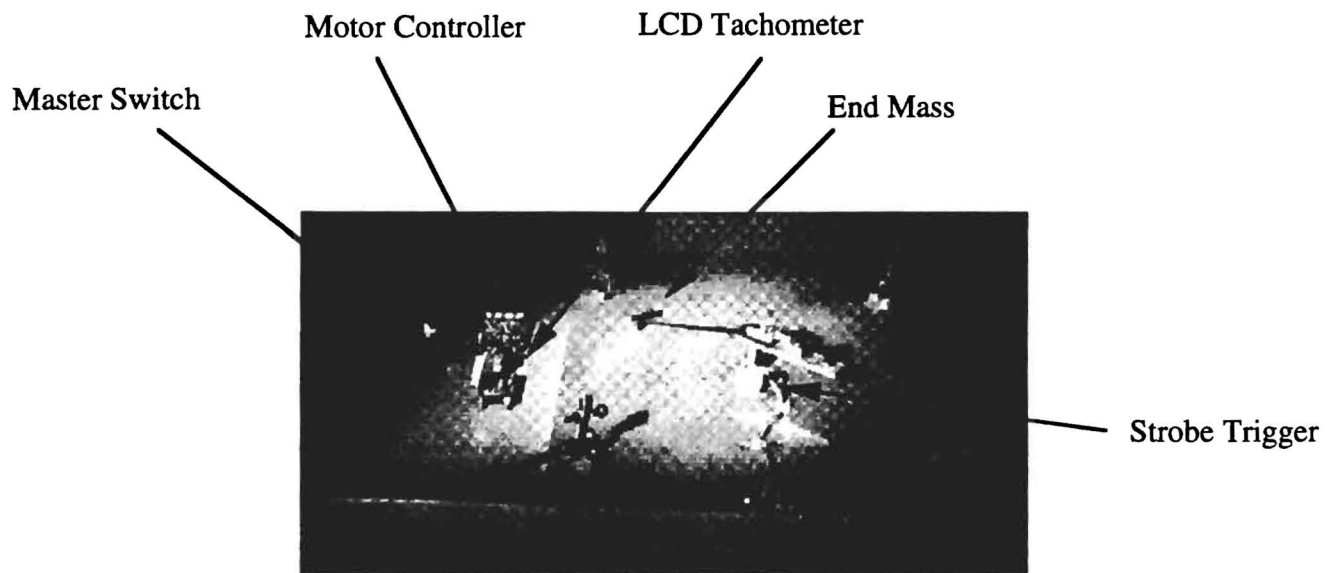 Motor Controller
LCD Tachometer
Master Switch
End Mass
Strobe Trigger